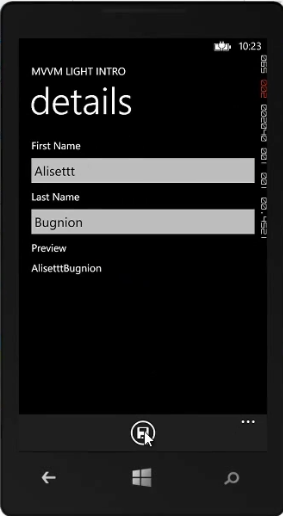 10:23
MVVM LIGHT INTRO
details
First Name
Alisettt
Last Name
Bugnion
Preview
AlisetttBugnion